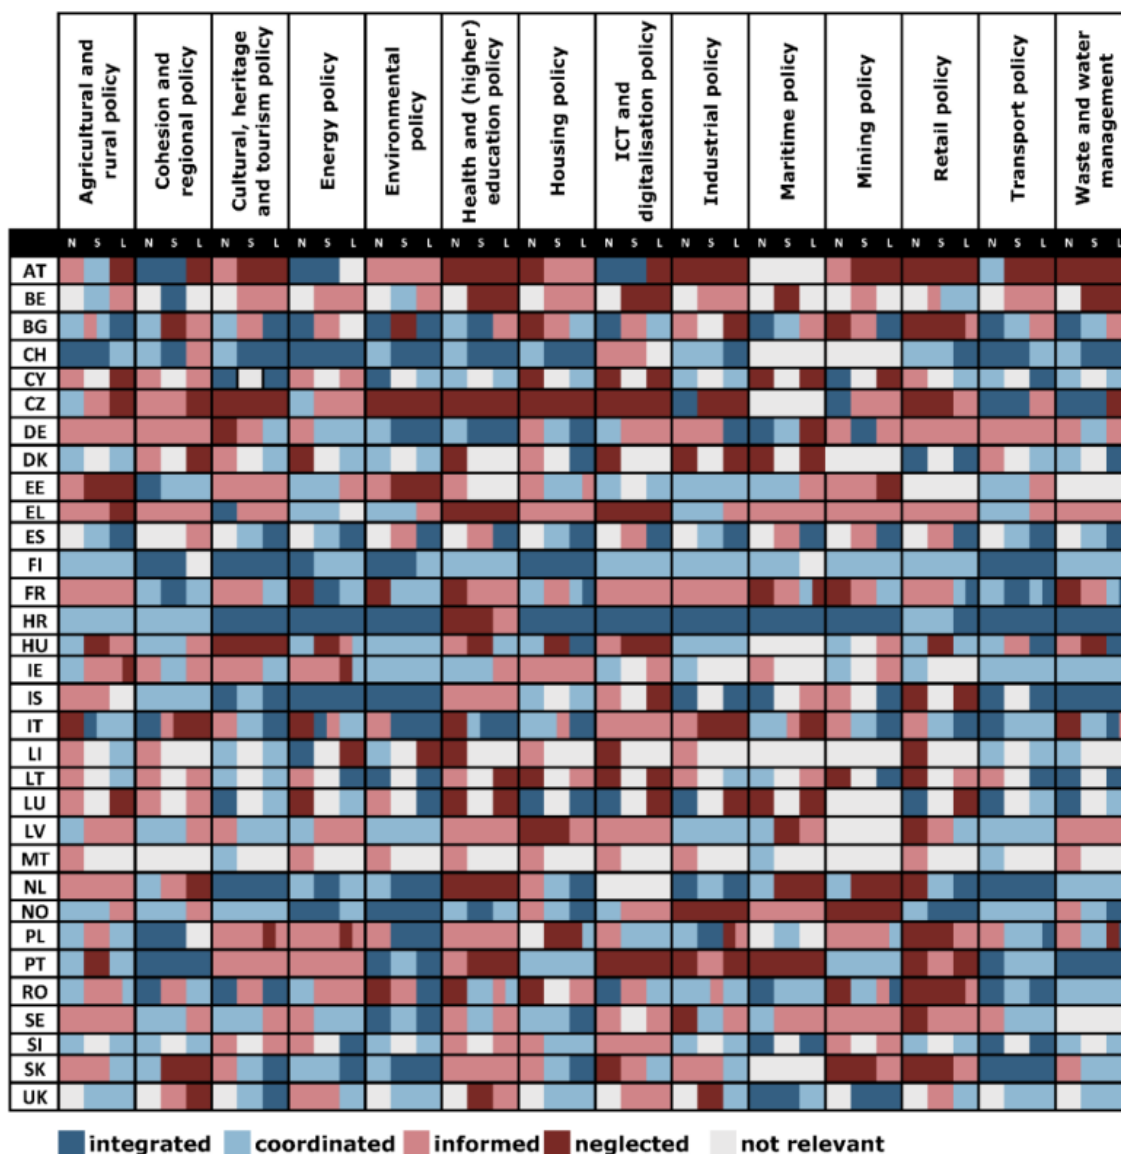 Agricultural and
rural policy
Cohesion and
regional policy
Cultural, heritage
and tourism policy
Energy policy
Environmental
policy
Health and (higher)
education policy
Housing policy
ICT and
digitalisation policy
Industrial policy
Maritime policy
Mining policy
Retail policy
Transport policy
Waste and water
management
N S L N S L N S L N S L N S L N S L N S L N S L N S L N S L N S L N S L N S L N S L
AT
BE
BG
CH
CY
CZ
DE
DK
EE
EL
ES
FI
FR
HR
HU
IE
IS
IT
LI
LT
LU
LV
MT
NL
NO
PL
PT
RO
SE
SI
SK
UK
integrated coordinated informed neglected not relevant